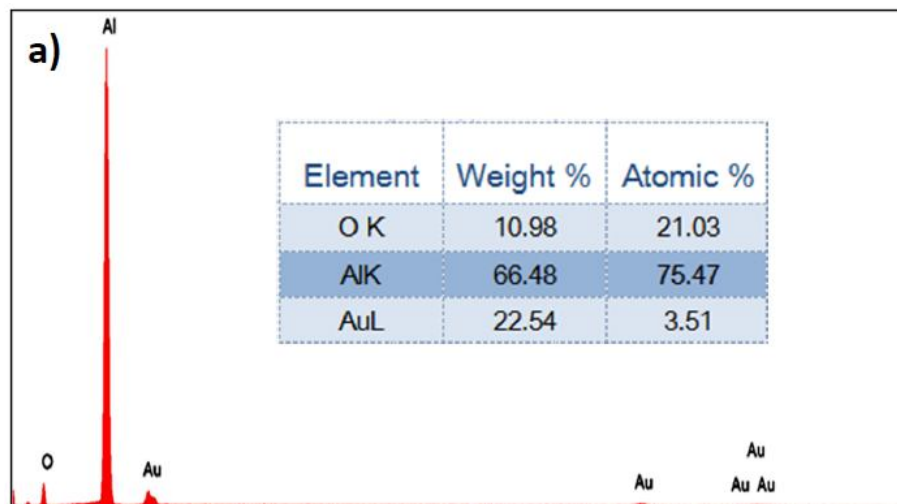 Al
a)
Element Weight % Atomic %
O K 10.98 21.03
AlK 66.48 75.47
AuL 22.54 3.51
O
Au
Au
Au
Au Au